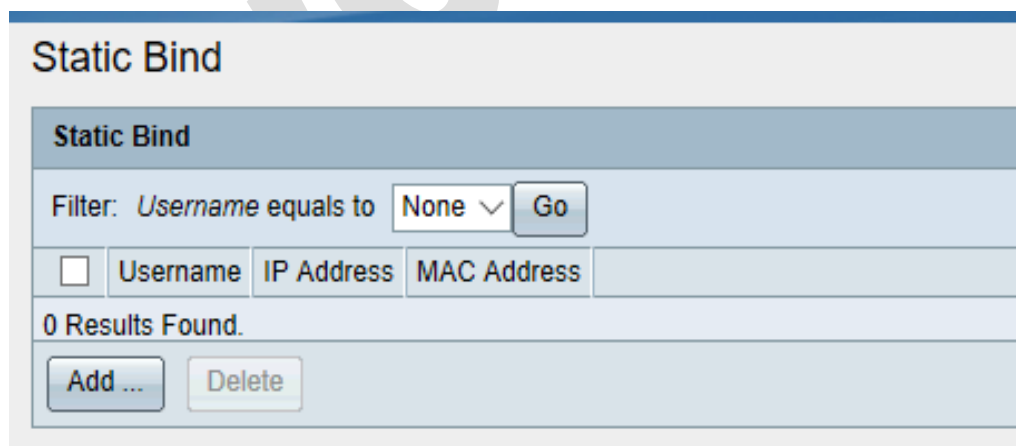 Static Bind
Static Bind
Filter: Username equals to None Go
Username IP Address MAC Address
0 Results Found.
Add ... Delete